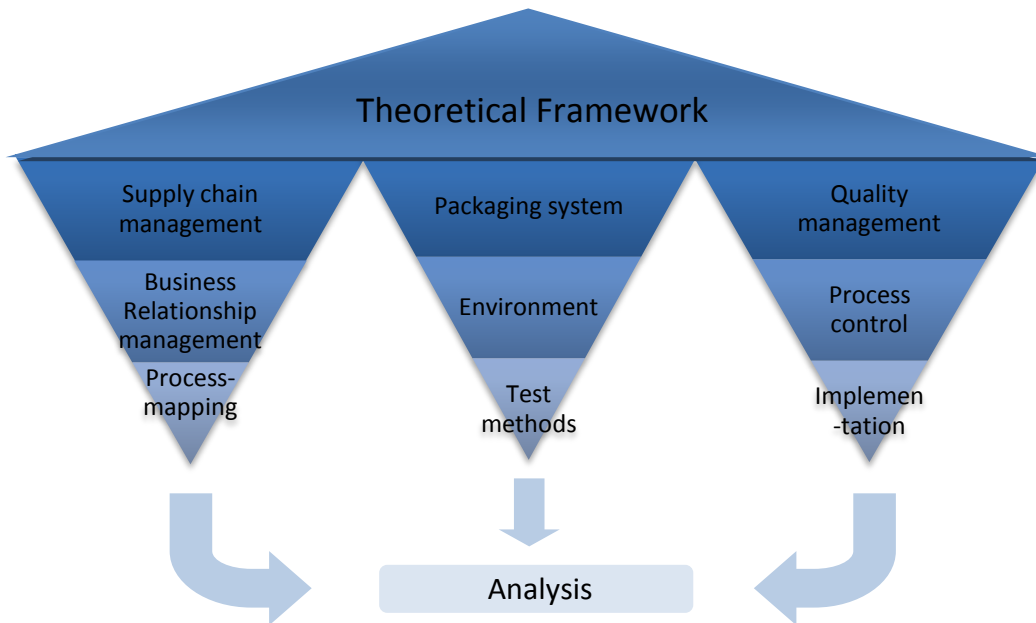 Theoretical Framework
Supply chain
management
Business
Relationship
management
Process-
mapping
Packaging system
Environment
Test
methods
Quality
management
Process
control
Implemen
-tation
Analysis